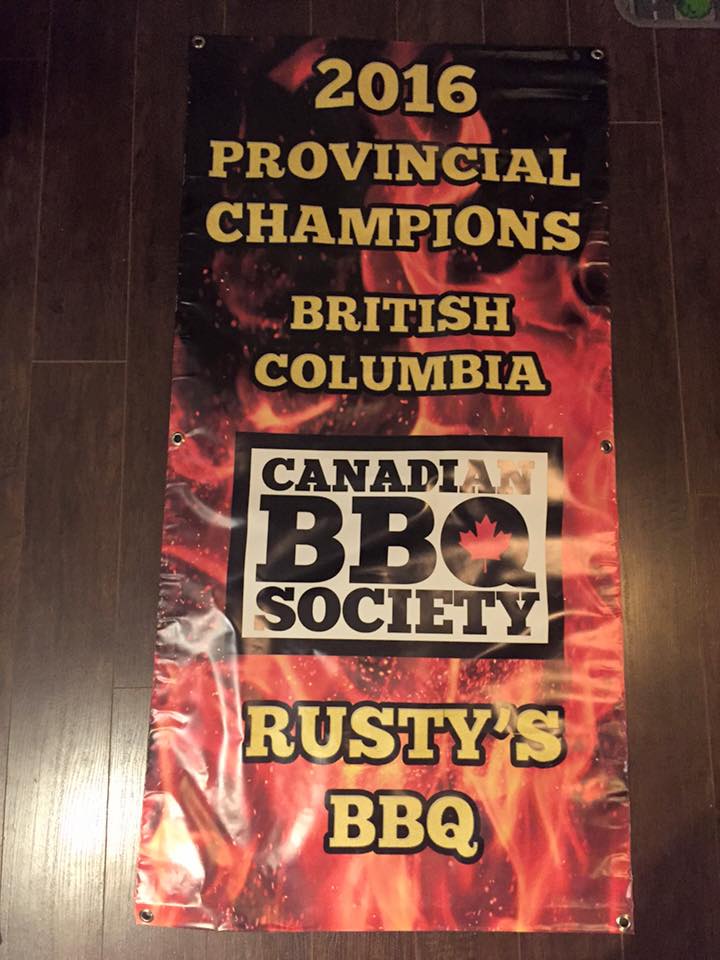 2016
PROVINCIAL
CHAMPIONS
BRITISH
COLUMBIA
CANADIAN
BBQ
SOCIETY
RUSTY'S
BBQ